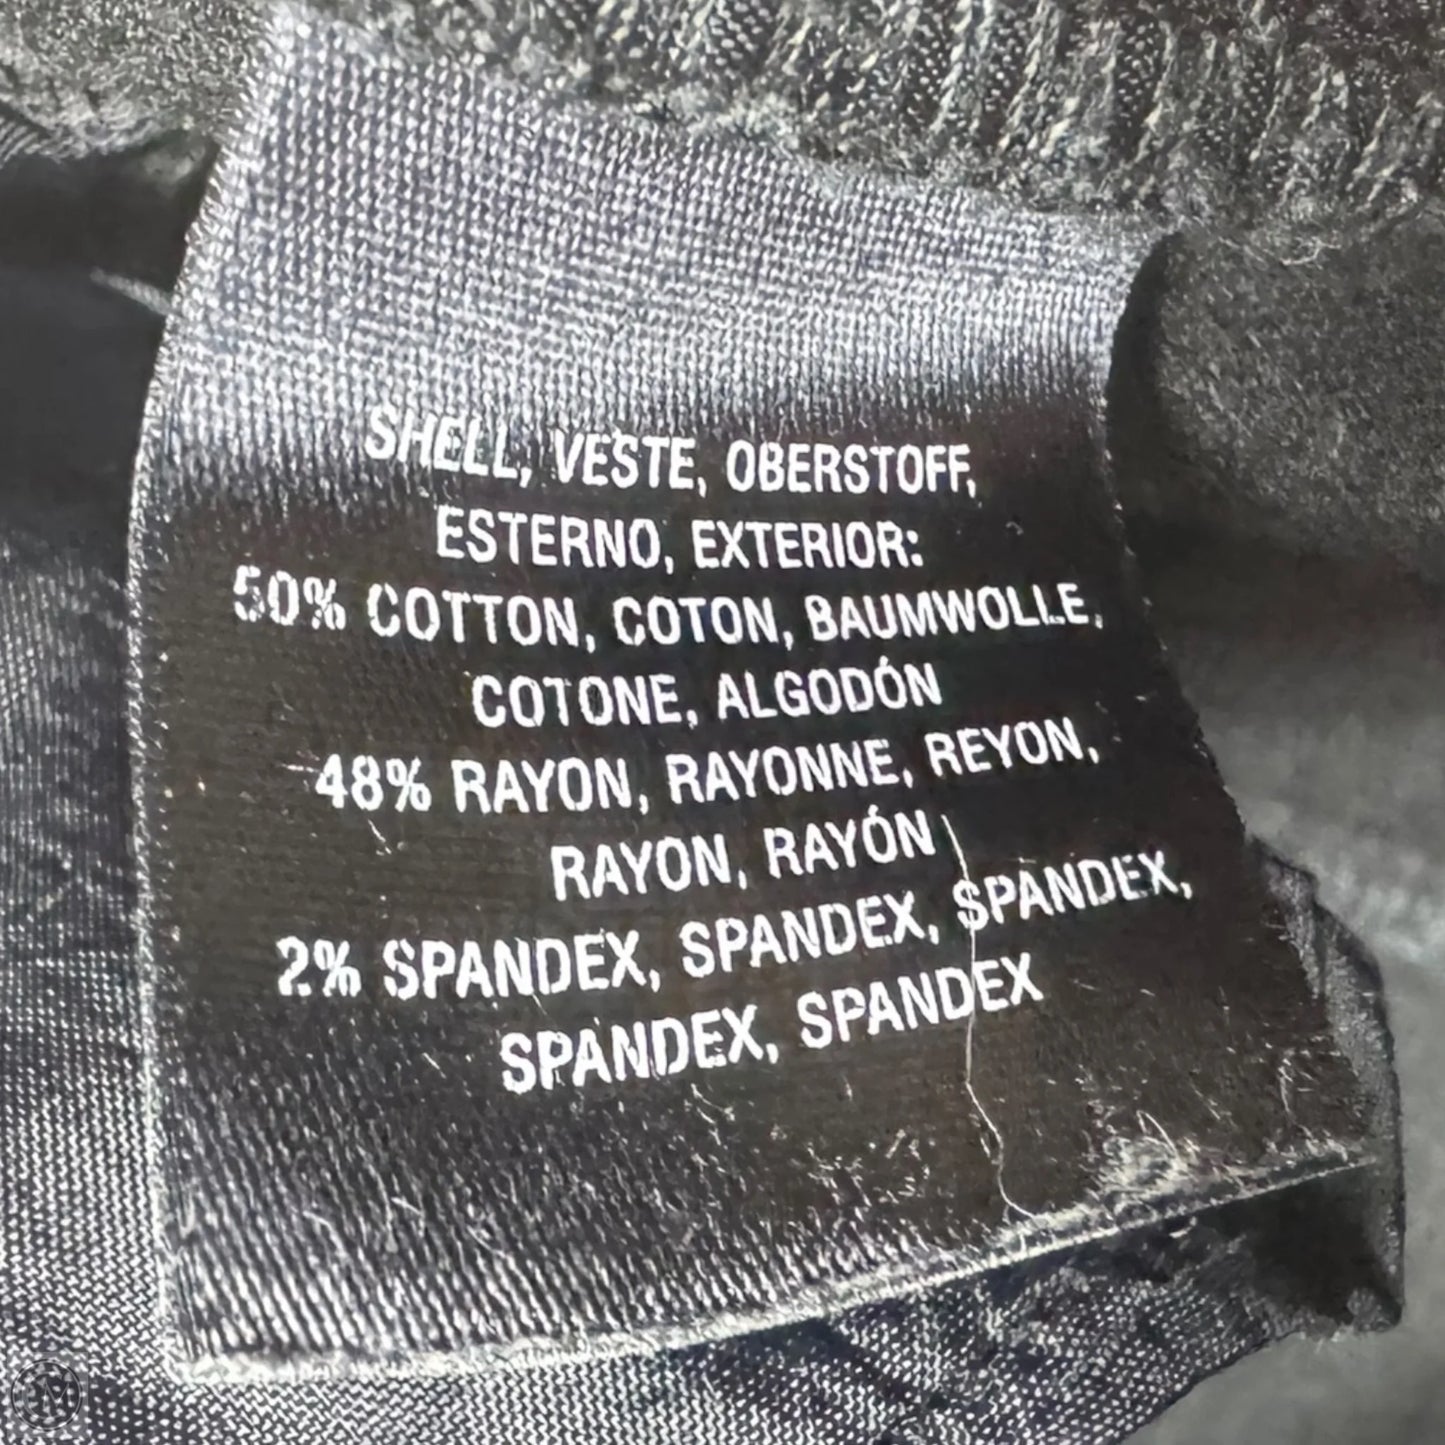 SHELL, VESTE, OBERSTOFF,
ESTERNO, EXTERIOR:
50% COTTON, COTON, BAUMWOLLE,
COTONE, ALGODÓN
48% RAYON, RAYONNE, REYON,
RAYON, RAYÓN
2% SPANDEX, SPANDEX, SPANDEX,
SPANDEX, SPANDEX